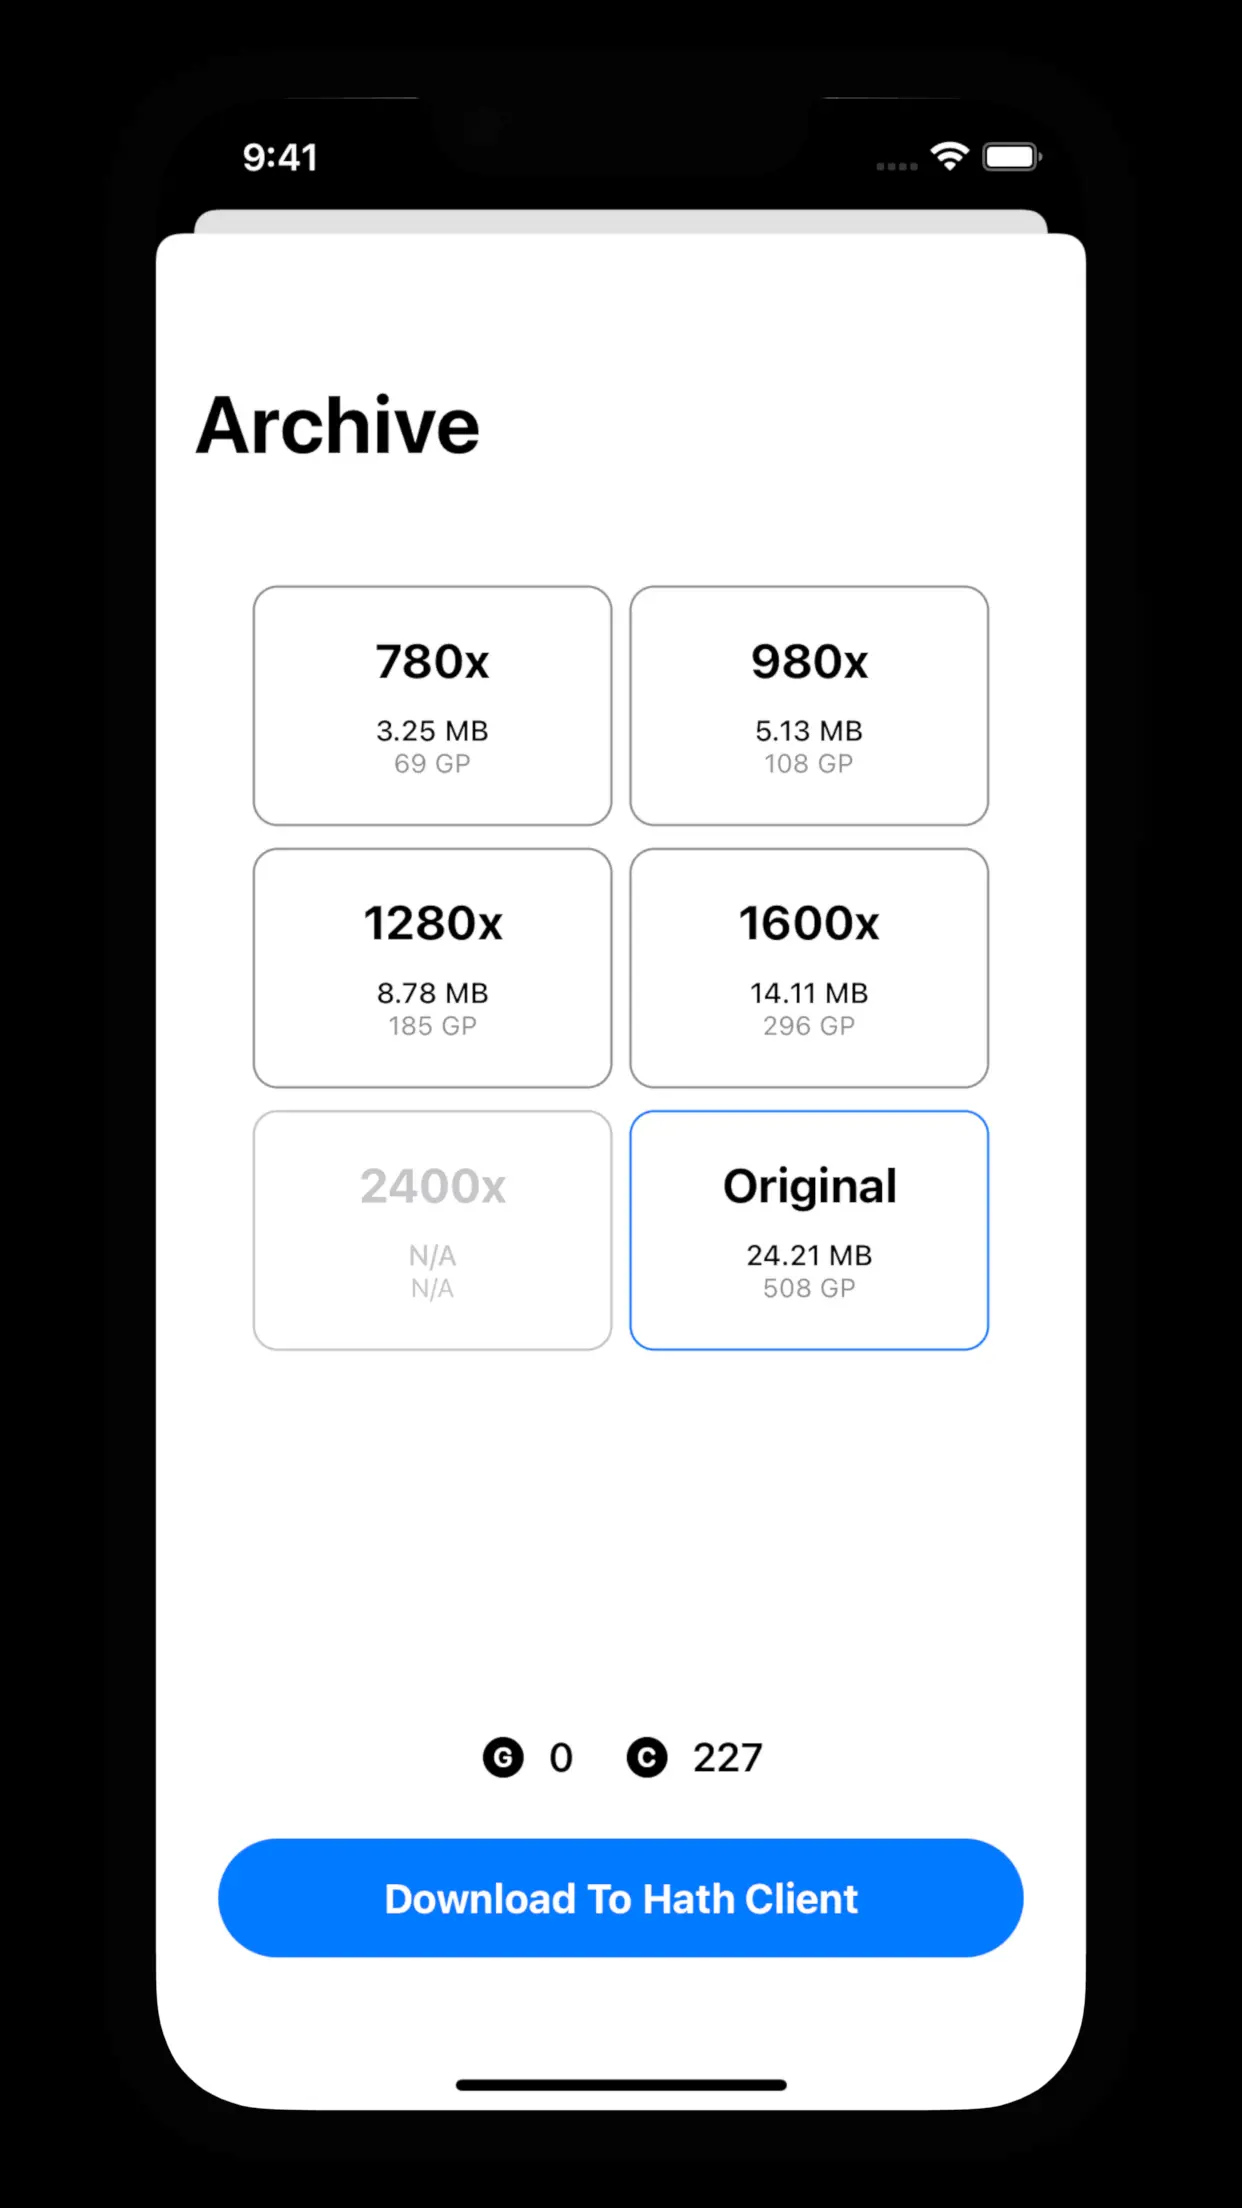 9:41
Archive
780x
3.25 MB
69 GP
980x
5.13 MB
108 GP
1280x
8.78 MB
185 GP
1600x
14.11 MB
296 GP
2400x
N/A
N/A
Original
24.21 MB
508 GP
G 0 C 227
Download To Hath Client